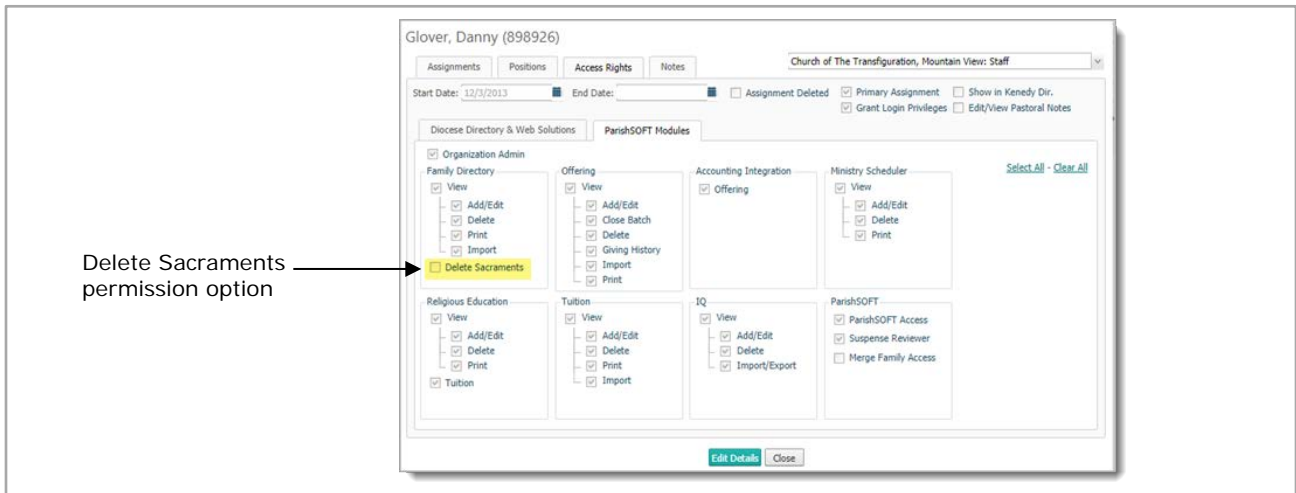 Glover, Danny (898926)
Assignments Positions Access Rights Notes Church of The Transfiguration, Mountain View: Staff
Start Date: 12/3/2013 End Date: Assignment Deleted Primary Assignment Show in Kenedy Dir.
Grant Login Privileges Edit/View Pastoral Notes
Diocese Directory & Web Solutions ParishSOFT Modules
Organization Admin
Select All - Clear All
Family Directory
View
Add/Edit
Delete
Print
Import
Delete Sacraments
Offering
View
Add/Edit
Close Batch
Delete
Giving History
Import
Print
Accounting Integration
Offering
Ministry Scheduler
View
Add/Edit
Delete
Print
Delete Sacraments
permission option
Religious Education
View
Add/Edit
Delete
Print
Tuition
Tuition
View
Add/Edit
Delete
Print
Import
IQ
View
Add/Edit
Delete
Import/Export
ParishSOFT
ParishSOFT Access
Suspense Reviewer
Merge Family Access
Edit Details Close